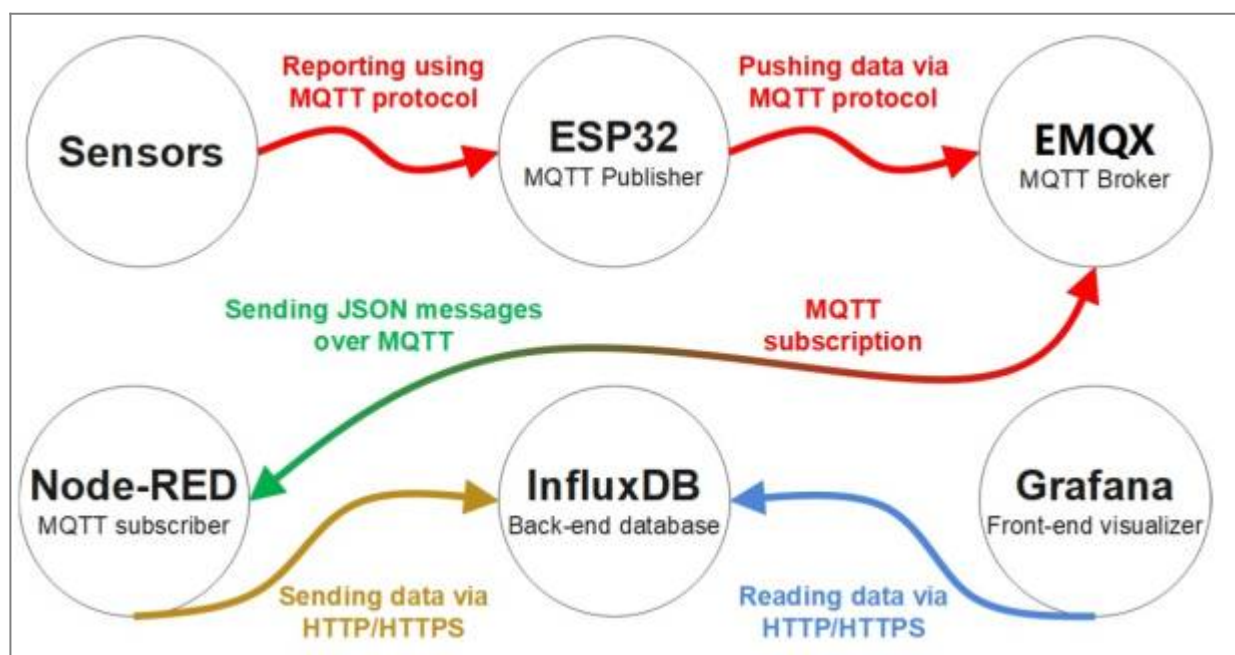 Reporting using
MQTT protocol
Pushing data via
MQTT protocol
Sensors
ESP32
MQTT Publisher
EMQX
MQTT Broker
Sending JSON messages
over MQTT
MQTT
subscription
Node-RED
MQTT subscriber
InfluxDB
Back-end database
Grafana
Front-end visualizer
Sending data via
HTTP/HTTPS
Reading data via
HTTP/HTTPS